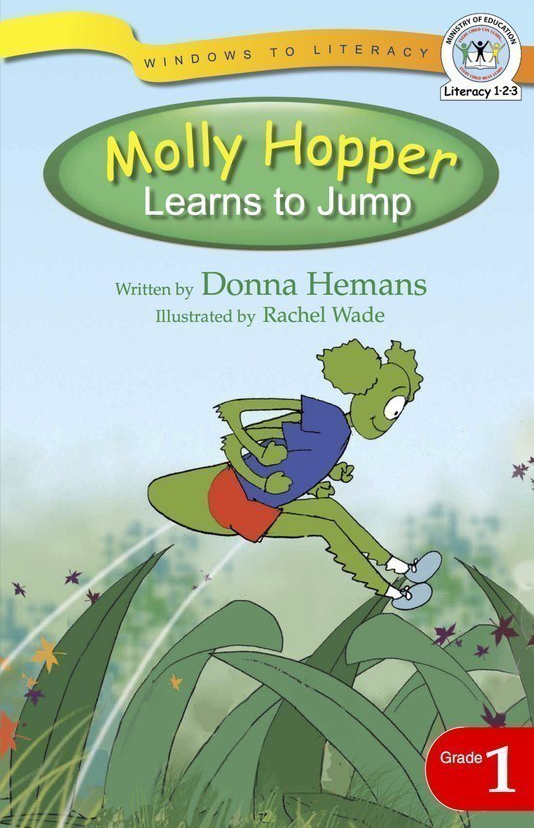 WINDOWS TO LITERACY
MINISTRY OF EDUCATION
Literacy 1-2-3
Molly Hopper
Learns to Jump
Written by Donna Hemans
Illustrated by Rachel Wade
Grade 1